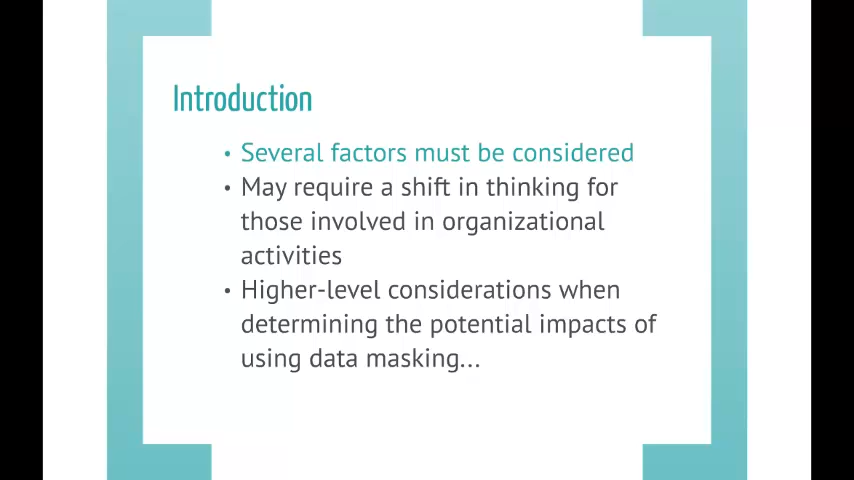 Introduction
• Several factors must be considered
• May require a shift in thinking for
those involved in organizational
activities
• Higher-level considerations when
determining the potential impacts of
using data masking...